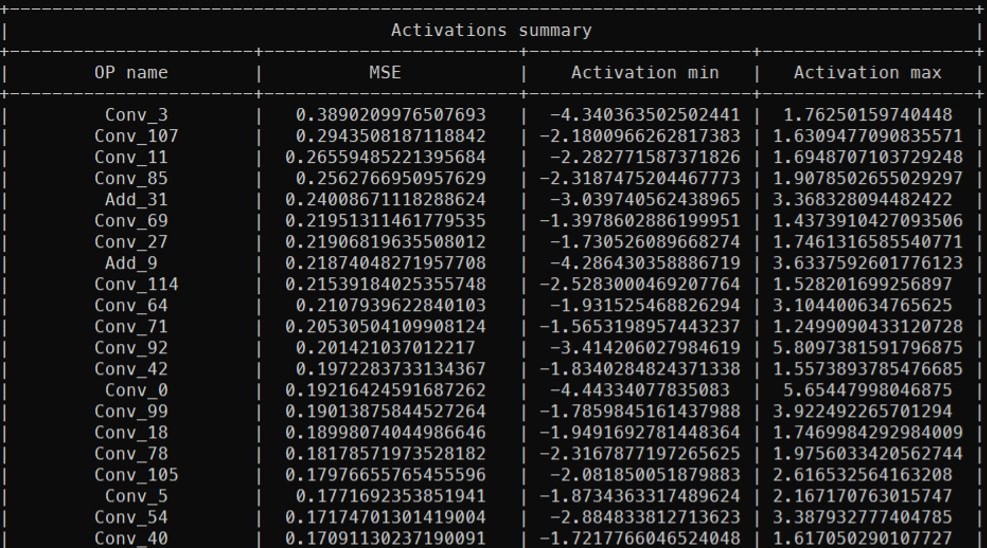 Activations summary
OP name | MSE | Activation min | Activation max
Conv_3 | 0.38902099765076​93 | -4.340363502502441 | 1.76250159740448
Conv_107 | 0.2943508187118842 | -2.1800966262817383 | 1.6309477090835571
Conv_11 | 0.26559485221395684 | -2.282771587371826 | 1.6948707103729248
Conv_85 | 0.2562766950957629 | -2.3187475204467773 | 1.9078502655029297
Add_31 | 0.24008671118288624 | -3.039740562438965 | 3.368328094482422
Conv_69 | 0.21951311461779535 | -1.3978602886199951 | 1.4373910427093506
Conv_27 | 0.21906819635508012 | -1.730526089668274 | 1.7461316585540771
Add_9 | 0.21874048271957708 | -4.286430358886719 | 3.6337592601776123
Conv_114 | 0.21539184025355748 | -2.5283000469207764 | 1.528201699256897
Conv_64 | 0.2107939622840103 | -1.931525468826294 | 3.104400634765625
Conv_71 | 0.20530504109908124 | -1.5653198957443237 | 1.2499090433120728
Conv_92 | 0.201421037012217 | -3.414206027984619 | 5.8097381591796875
Conv_42 | 0.1972283733134367 | -1.8340284824371338 | 1.5573893785476685
Conv_0 | 0.19216424591687262 | -4.44334077835083 | 5.65447998046875
Conv_99 | 0.19013875844527264 | -1.7859845161437988 | 3.922492265701294
Conv_18 | 0.18998074044986646 | -1.9491692781448364 | 1.7469984292984009
Conv_78 | 0.18178571973528182 | -2.3167877197265625 | 1.9756033420562744
Conv_105 | 0.17976655765455596 | -2.081850051879883 | 2.616532564163208
Conv_5 | 0.1771692353851941 | -1.8734363317489624 | 2.167170763015747
Conv_54 | 0.17174701301419004 | -2.884833812713623 | 3.387932777404785
Conv_40 | 0.17091130237190091 | -1.7217766046524048 | 1.617050290107727